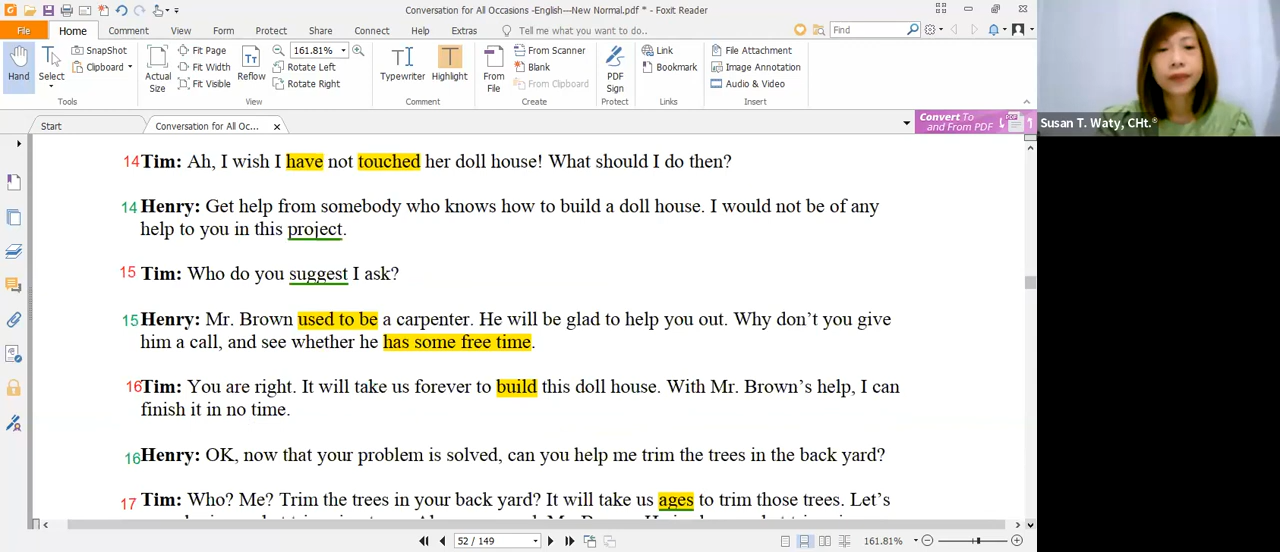 Conversation for All Occasions -English—New Normal.pdf * - Foxit Reader
File Home Comment View Form Protect Share Connect Help Extras Tell me what you want to do.. Find
Hand Select SnapShot Clipboard Actual Size Fit Page Fit Width Fit Visible Reflow 161.81% Rotate Left Rotate Right Typewriter Highlight From File From Scanner Blank From Clipboard PDF Sign Link Bookmark File Attachment Image Annotation Audio & Video
Tools View Comment Create Protect Links Insert
Start Conversation for All Oc... Convert To and From PDF
Susan T. Waty, CHt.®
14 Tim: Ah, I wish I have not touched her doll house! What should I do then?
14 Henry: Get help from somebody who knows how to build a doll house. I would not be of any
help to you in this project.
15 Tim: Who do you suggest I ask?
15 Henry: Mr. Brown used to be a carpenter. He will be glad to help you out. Why don’t you give
him a call, and see whether he has some free time.
16 Tim: You are right. It will take us forever to build this doll house. With Mr. Brown’s help, I can
finish it in no time.
16 Henry: OK, now that your problem is solved, can you help me trim the trees in the back yard?
17 Tim: Who? Me? Trim the trees in your back yard? It will take us ages to trim those trees. Let’s
52 / 149 161.81%